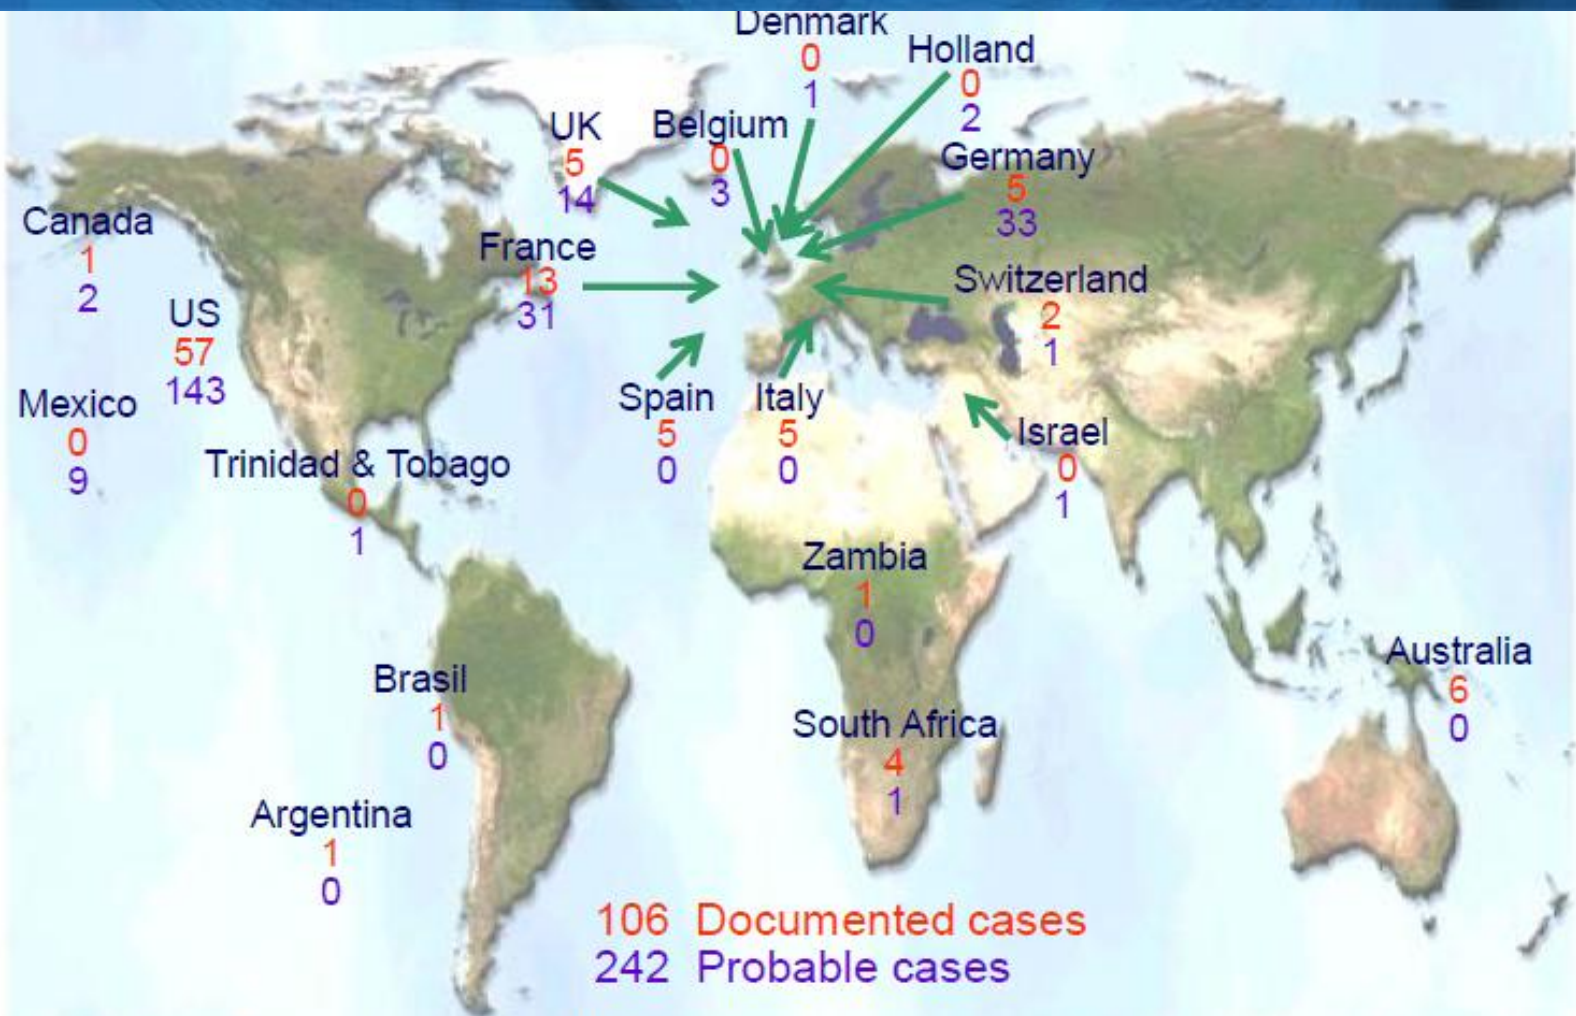 Denmark
0
1
Holland
0
2
UK
5
14
Belgium
0
3
Germany
5
33
Canada
1
2
France
13
31
Switzerland
2
1
US
57
143
Mexico
0
9
Spain
5
0
Italy
5
0
Israel
0
1
Trinidad & Tobago
0
1
Zambia
1
0
Brasil
1
0
Australia
6
0
South Africa
4
1
Argentina
1
0
106 Documented cases
242 Probable cases